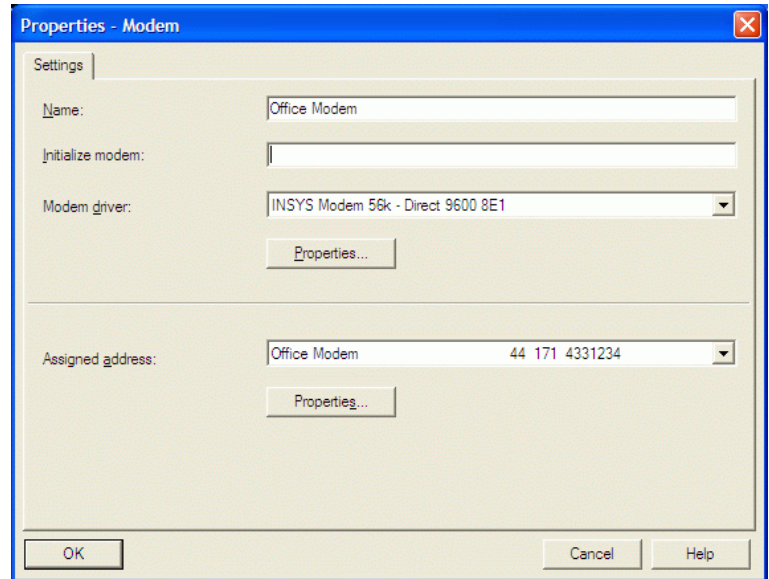 Properties - Modem
Settings
Name: Office Modem
Initialize modem:
Modem driver: INSYS Modem 56k - Direct 9600 8E1
Properties...
Assigned address: Office Modem 44 171 4331234
Properties...
OK Cancel Help